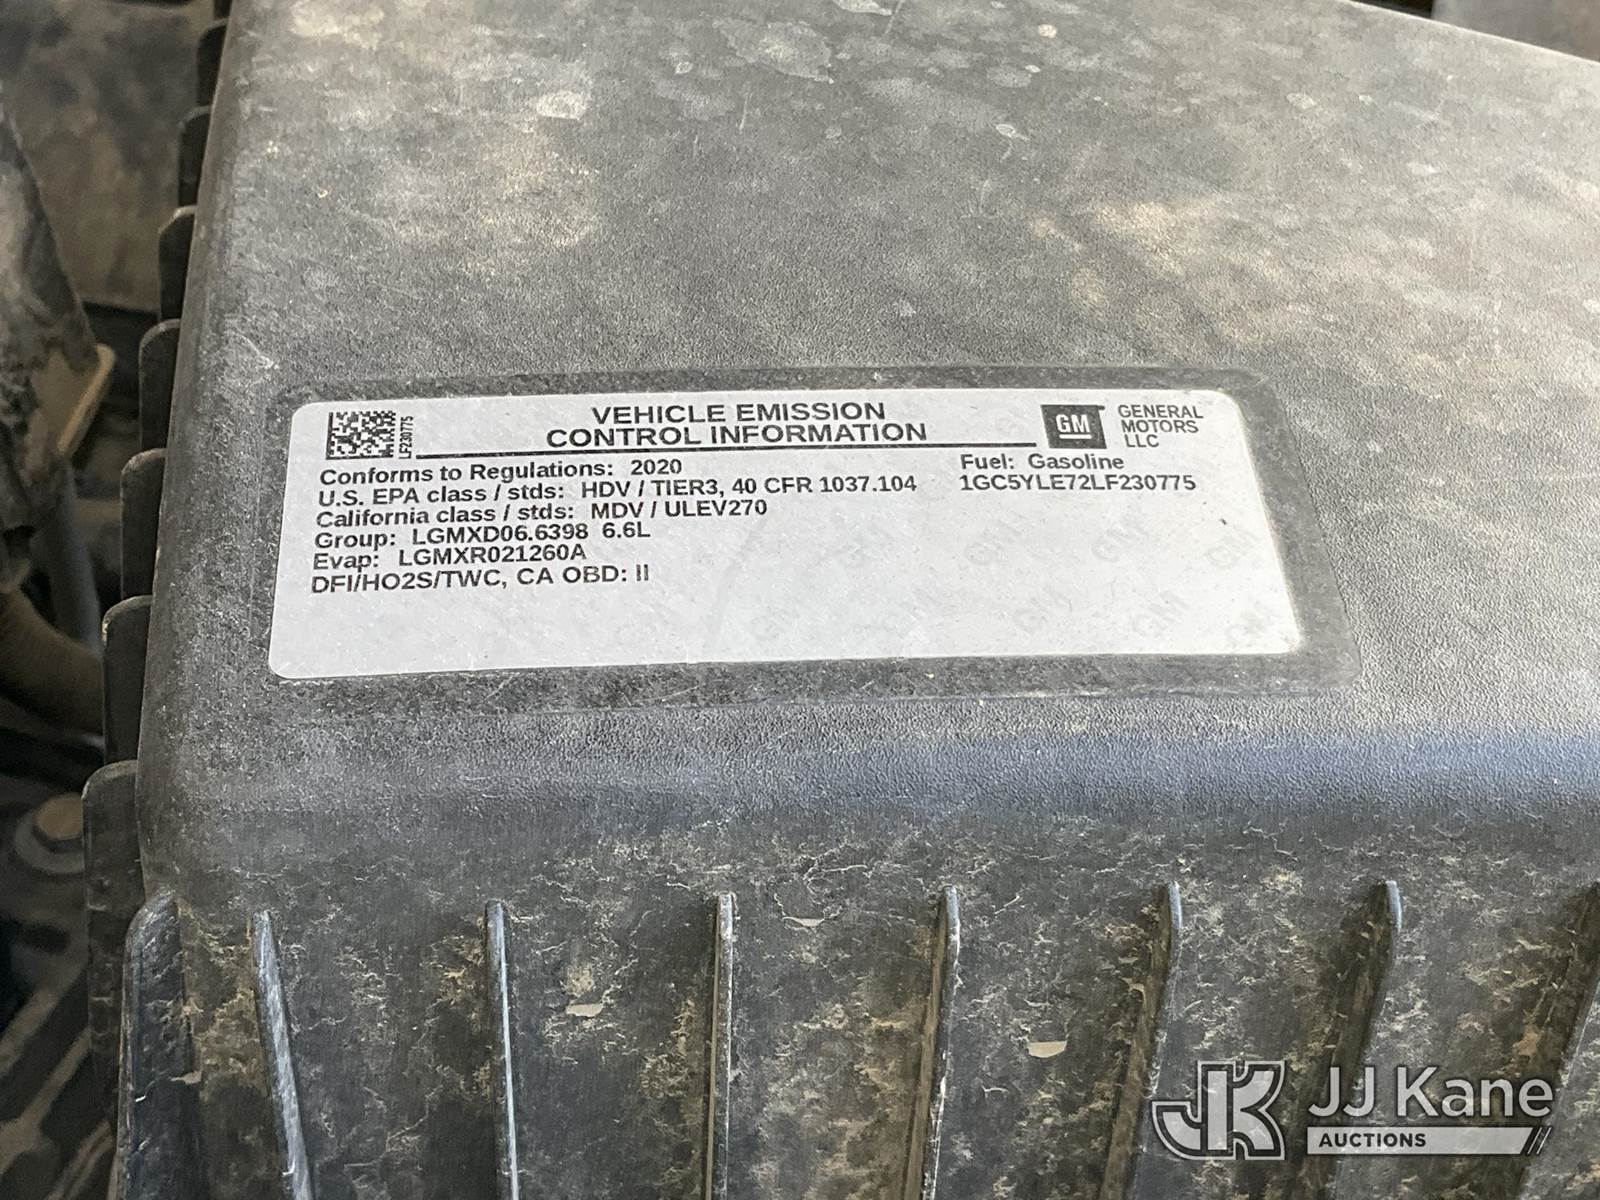 LF230775
VEHICLE EMISSION
CONTROL INFORMATION
GM
GENERAL
MOTORS
LLC
Conforms to Regulations: 2020
U.S. EPA class / stds: HDV / TIER3, 40 CFR 1037.104
California class / stds: MDV / ULEV270
Group: LGMXD06.6398 6.6L
Evap: LGMXR021260A
DFI/HO2S/TWC, CA OBD: II
Fuel: Gasoline
1GC5YLE72LF230775
JK
JJ Kane
AUCTIONS